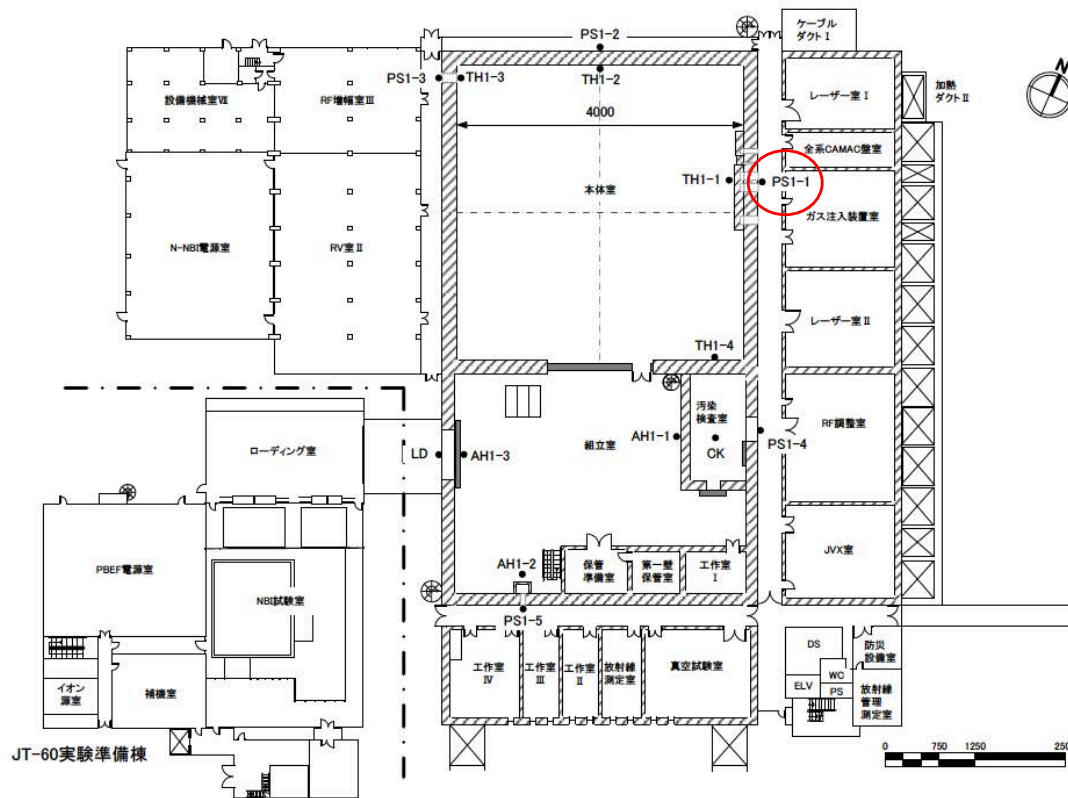 PS1-2
ケーブル
ダクトⅠ
N
PS1-3
TH1-3
TH1-2
設備機械室Ⅶ
RF増幅室Ⅲ
レーザー室Ⅰ
加熱
ダクトⅡ
4000
全系CAMAC盤室
本体室
TH1-1
PS1-1
ガス注入装置室
N-NBI電源室
RV室Ⅱ
レーザー室Ⅱ
TH1-4
汚染
検査室
RF調整室
組立室
AH1-1
PS1-4
CK
ローディング室
LD
AH1-3
PBEF電源室
NBI試験室
AH1-2
保管
準備室
第一壁
保管室
工作室
Ⅰ
JVX室
PS1-5
工作室
Ⅳ
工作室
Ⅲ
工作室
Ⅱ
放射線
測定室
真空試験室
DS
防災
設備室
WC
ELV
PS
放射線
管理
測定室
イオン
源室
補機室
JT-60実験準備棟
0 750 1250 250